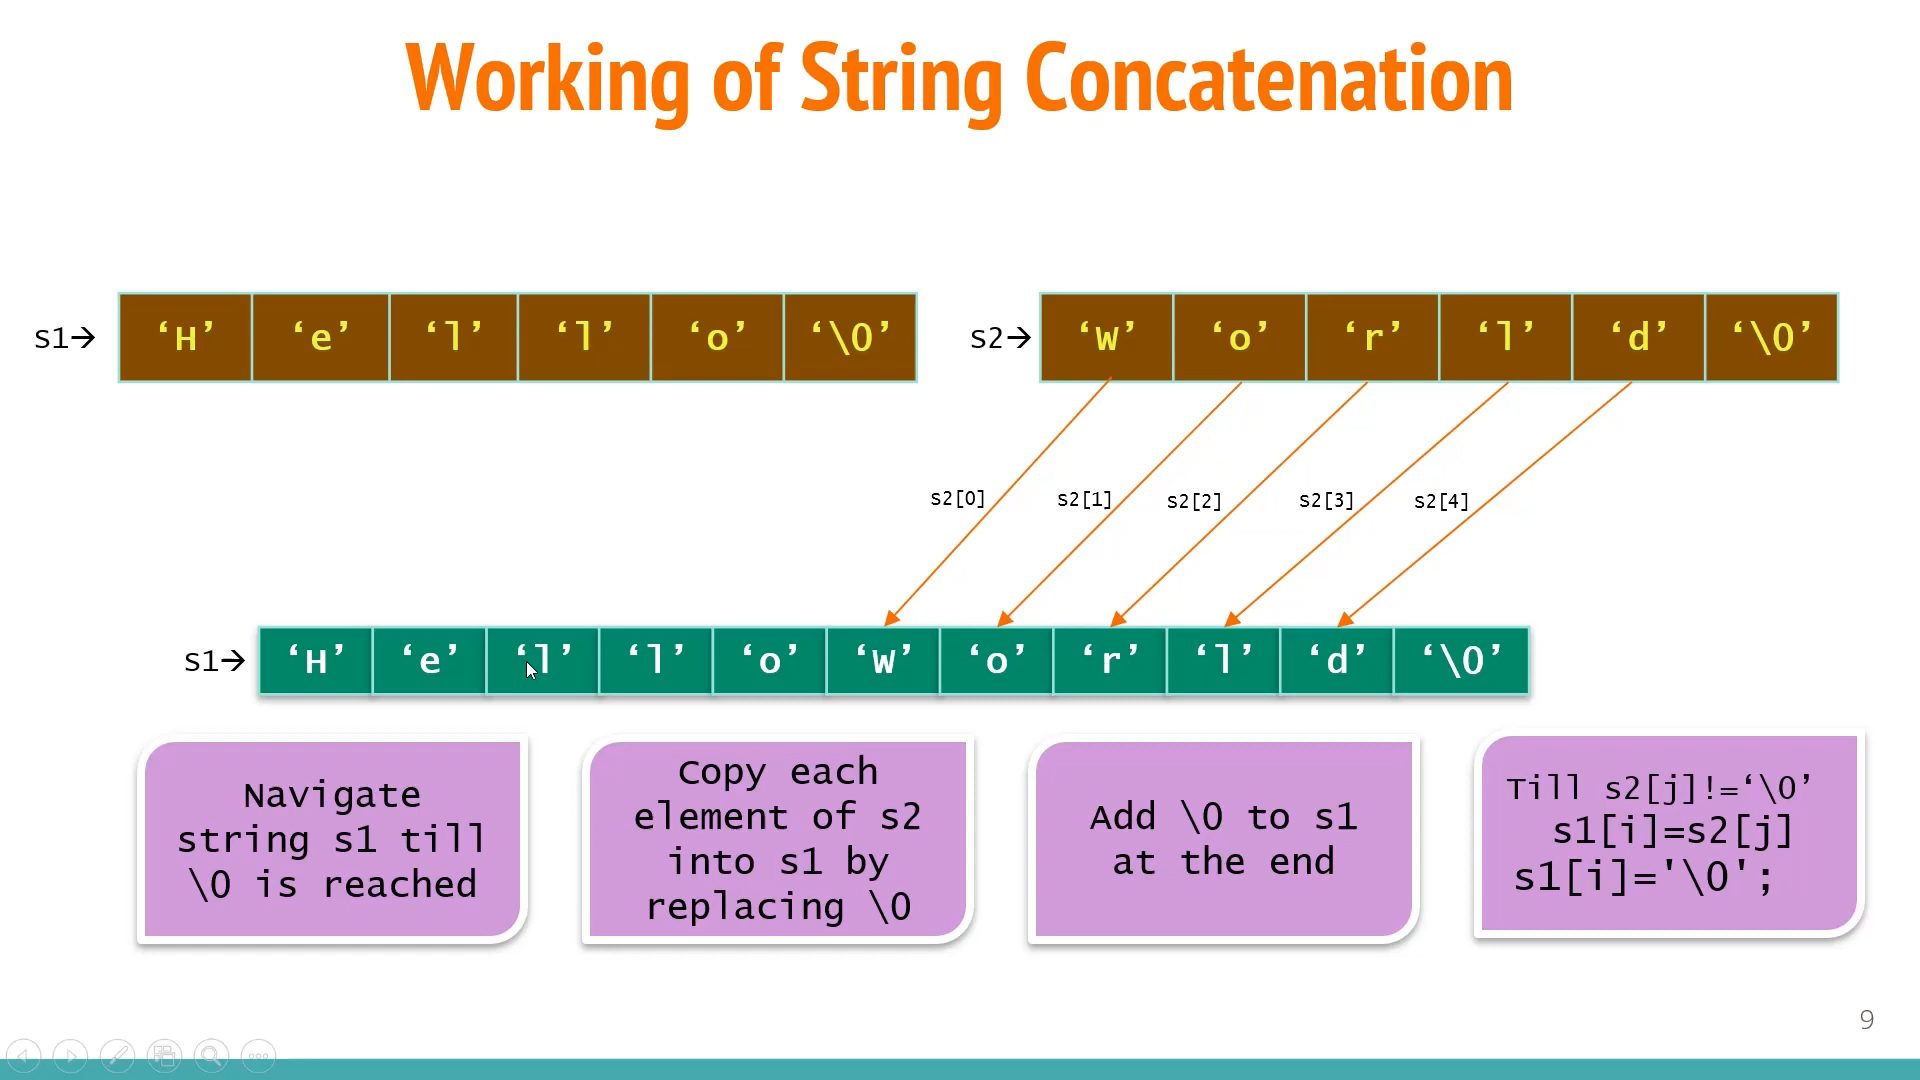 Working of String Concatenation
s1→ ‘H’ ‘e’ ‘l’ ‘l’ ‘o’ ‘\0’
s2→ ‘W’ ‘o’ ‘r’ ‘l’ ‘d’ ‘\0’
s2[0] s2[1] s2[2] s2[3] s2[4]
s1→ ‘H’ ‘e’ ‘l’ ‘l’ ‘o’ ‘W’ ‘o’ ‘r’ ‘l’ ‘d’ ‘\0’
Navigate
string s1 till
\0 is reached
Copy each
element of s2
into s1 by
replacing \0
Add \0 to s1
at the end
Till s2[j]!=‘\0’
s1[i]=s2[j]
s1[i]='\0';
9